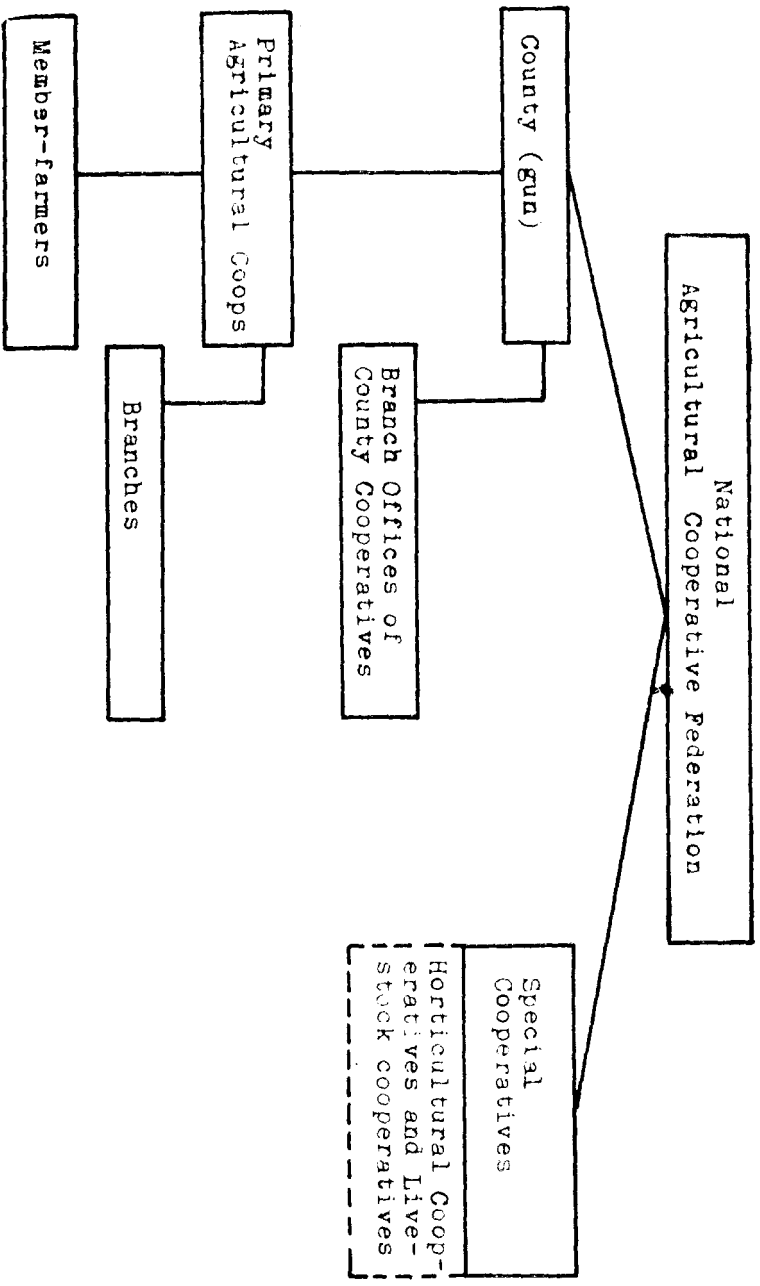 National
Agricultural Cooperative Federation
County (gun)
Branch Offices of
County Cooperatives
Primary
Agricultural Coops
Branches
Member-farmers
Special
Cooperatives
Horticultural Coop-
eratives and Live-
stock cooperatives